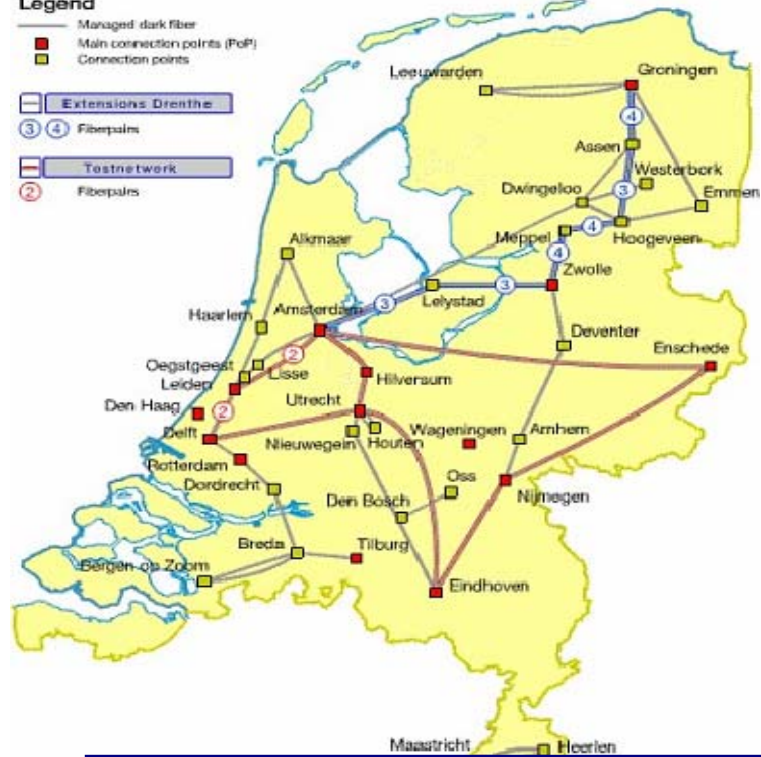 Legend
Managed dark fiber
Main connection points (PoP)
Connection points
Extensions Drenthe
3 4 Fiberpairs
Testnetwork
2 Fiberpairs
Leeuwarden
Groningen
4
Assen
Westerbork
3
Dwingeloo
Emmen
Meppel
4
Hoogeveen
4
Alkmaar
Zwolle
3
3
Lelystad
Amsterdam
Haarlem
Deventer
Enschede
2
Oegstgeest
Lisse
Leiden
Hilversum
Den Haag
2
Utrecht
Delft
Nieuwegein
Houten
Wageningen
Arnhem
Rotterdam
Dordrecht
Oss
Den Bosch
Nijmegen
Breda
Tilburg
Bergen op Zoom
Eindhoven
Maastricht
Heerlen